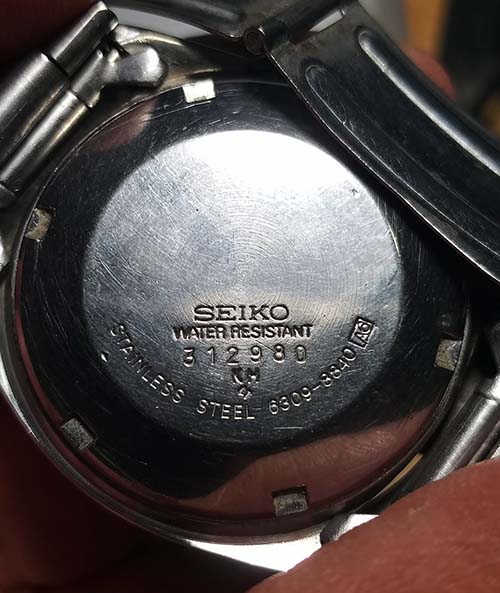 SEIKO
WATER RESISTANT
312980
STAINLESS STEEL 6309-8840